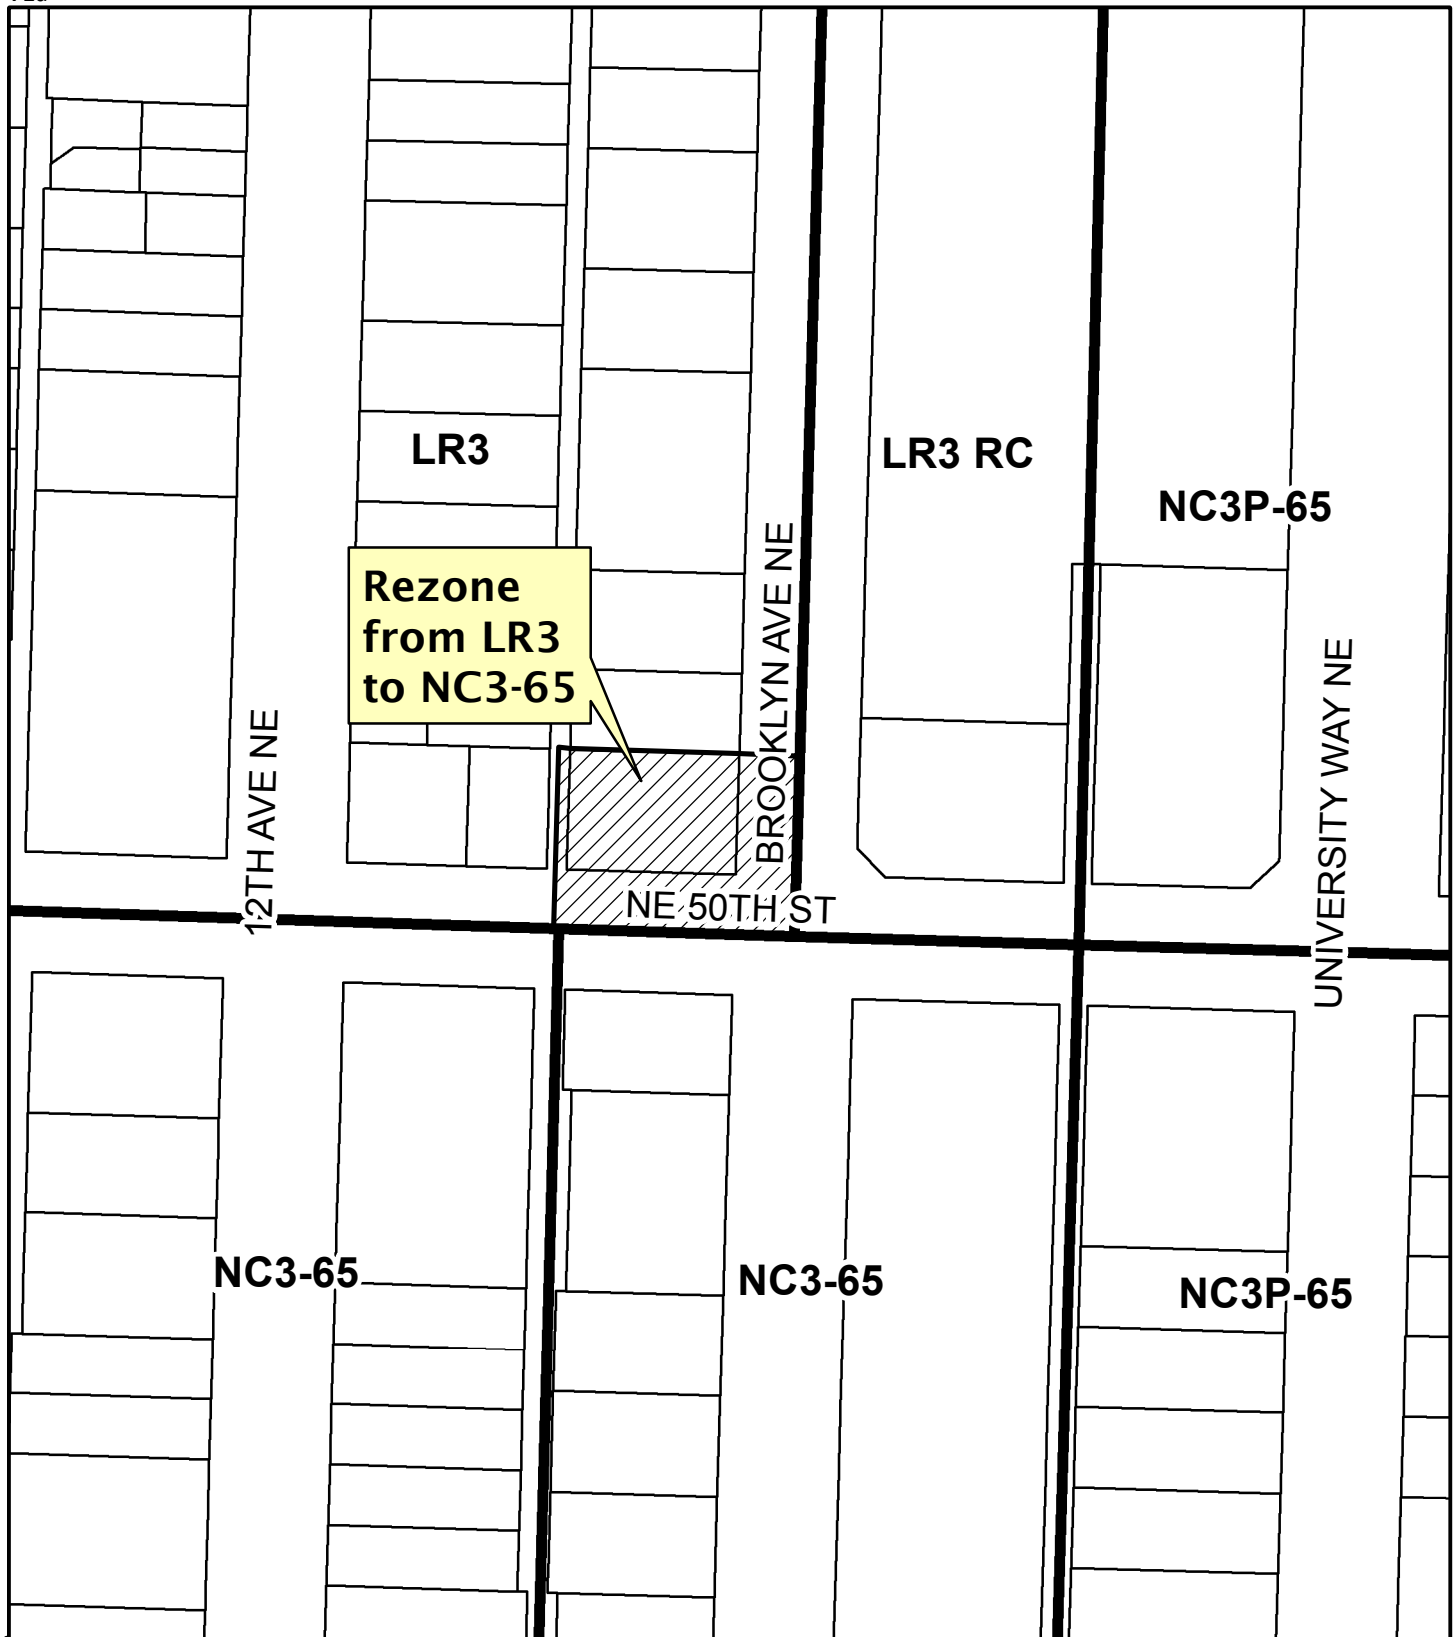 LR3
LR3 RC
NC3P-65
Rezone
from LR3
to NC3-65
BROOKLYN AVE NE
12TH AVE NE
UNIVERSITY WAY NE
NE 50TH ST
NC3-65
NC3-65
NC3P-65